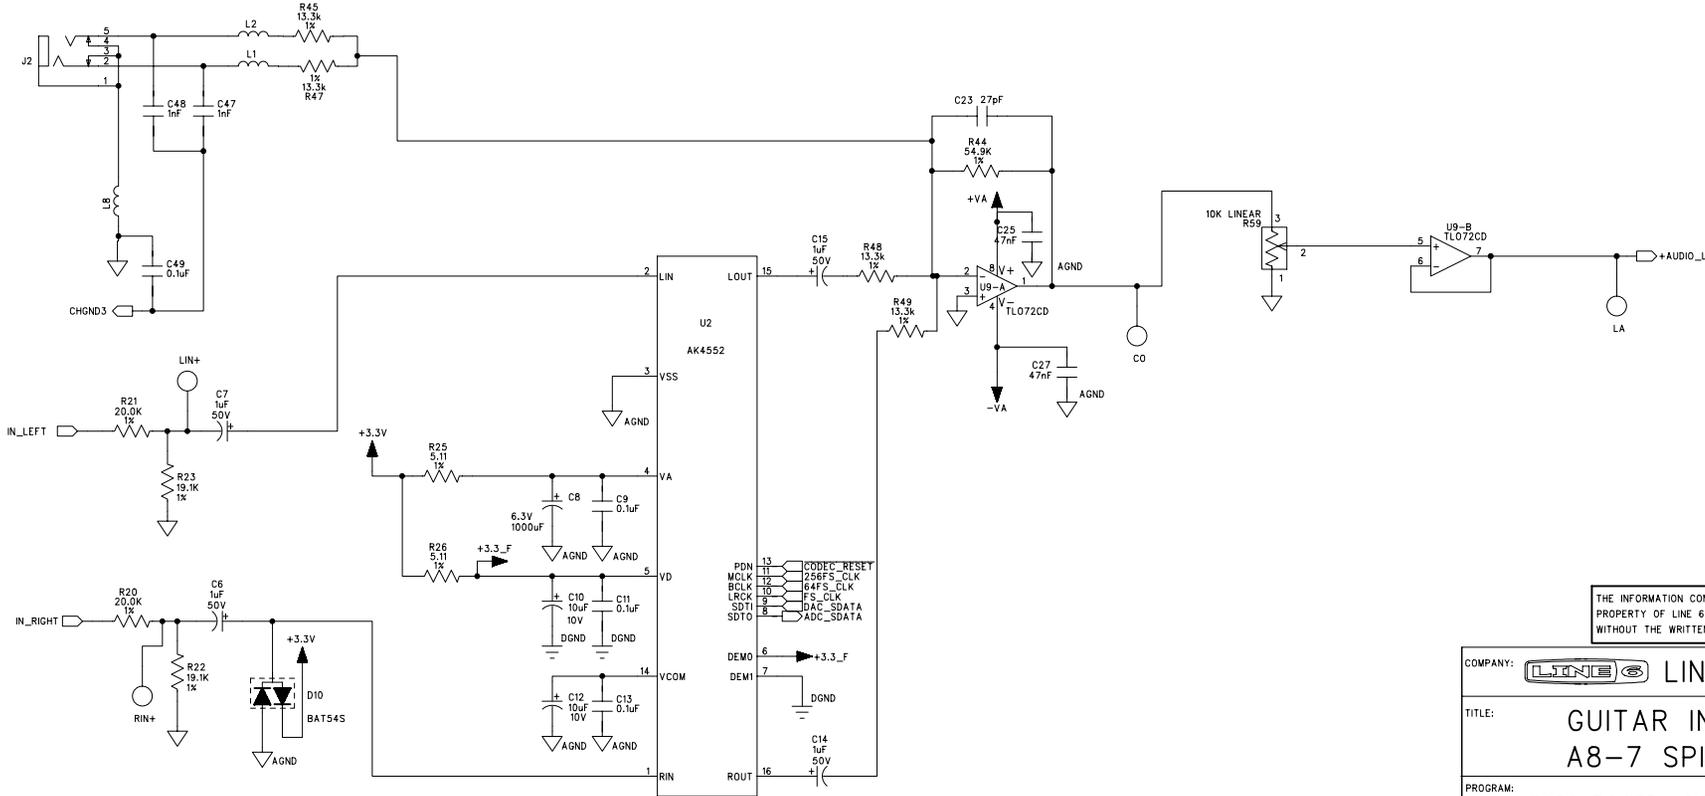 R45
13.3k
1%
L2
5
4
3
2
1
J2
L1
1%
13.3k
R47
C48
1nF
C47
1nF
L8
C49
0.1uF
CHGND3
C23 27pF
R44
54.9K
1%
+VA
C25
47nF
AGND
8 V+
2
3
U9-A
1
4
V-
TL072CD
C27
47nF
AGND
-VA
C15
1uF
50V
R48
13.3k
1%
R49
13.3k
1%
CO
10K LINEAR
R59
3
2
1
U9-B
TL072CD
5
6
7
LA
2
LIN
LOUT
15
U2
AK4552
3
VSS
AGND
LIN+
IN_LEFT
R21
20.0K
1%
C7
1uF
50V
R23
19.1K
1%
+3.3V
R25
5.11
1%
4
VA
C8
6.3V
1000uF
AGND
C9
0.1uF
AGND
R26
5.11
1%
+3.3_F
5
VD
C10
10uF
10V
DGND
C11
0.1uF
DGND
PDN 13 CODEC_RESET
MCLK 11 256FS_CLK
BCLK 12 64FS_CLK
LRCK 10 FS_CLK
SDTI 9 DAC_SDATA
SDTO 8 ADC_SDATA
DEM0 6 +3.3_F
DEM1 7
DGND
14
VCOM
C12
10uF
10V
AGND
C13
0.1uF
AGND
IN_RIGHT
R20
20.0K
1%
C6
1uF
50V
RIN+
R22
19.1K
1%
+3.3V
D10
BAT54S
AGND
1
RIN
ROUT
16
C14
1uF
50V
THE INFORMATION
PROPERTY OF LINE 6
WITHOUT THE
COMPANY:
LINE 6
TITLE:
GUITAR
A8-7
PROGRAM: